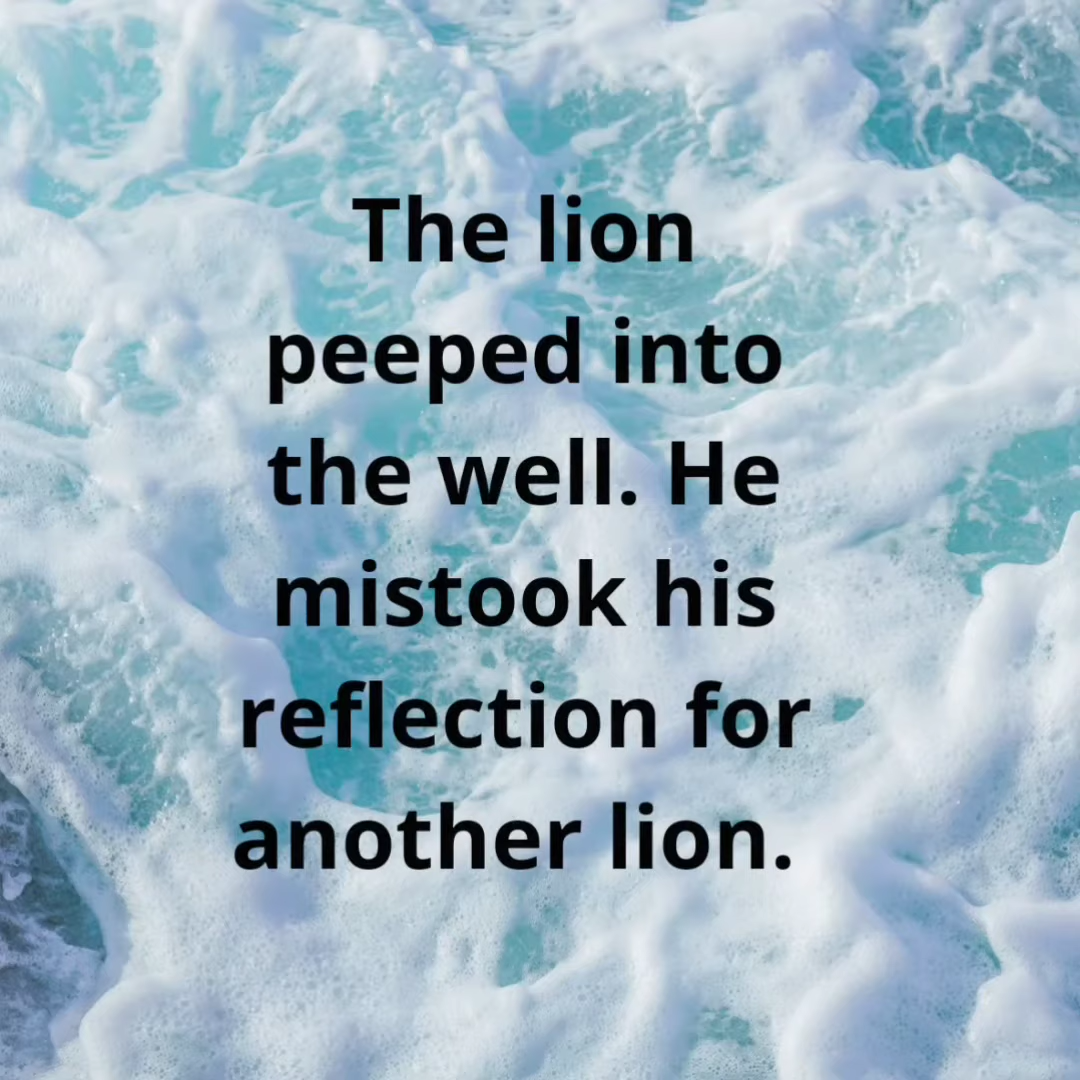 The lion
peeped into
the well. He
mistook his
reflection for
another lion.